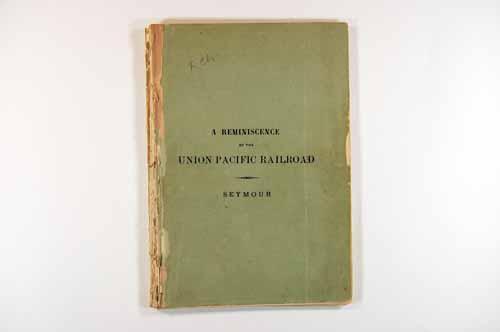 A REMINISCENCE
OF THE
UNION PACIFIC RAILROAD
SEYMOUR